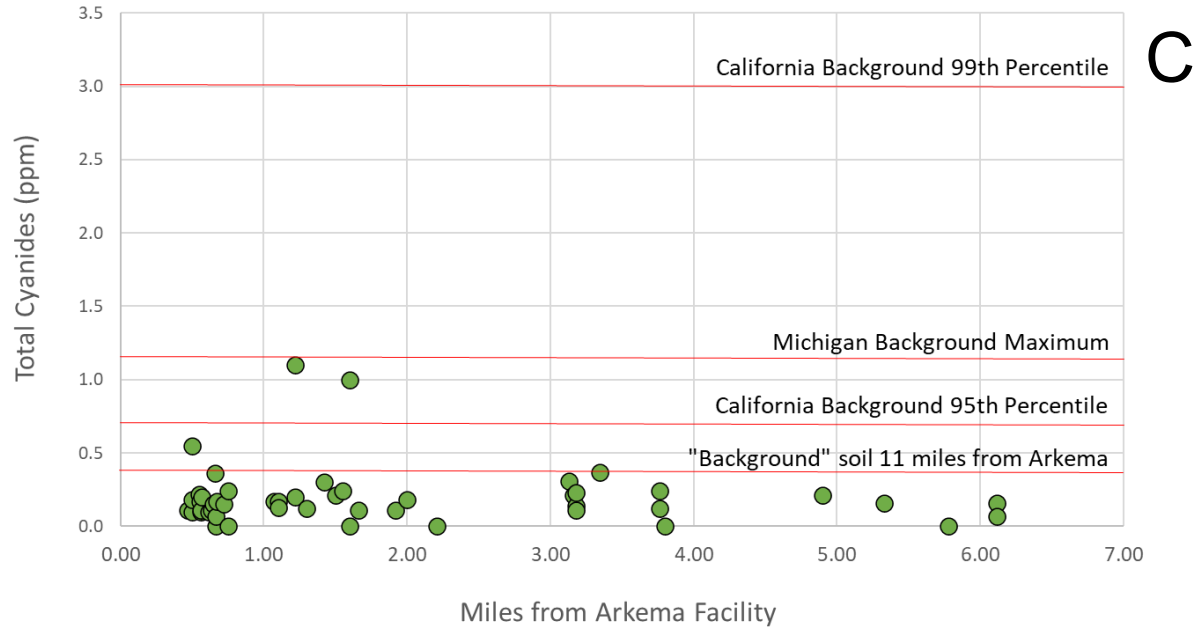 C
3.5
California Background 99th Percentile
3.0
2.5
2.0
1.5
Michigan Background Maximum
1.0
California Background 95th Percentile
0.5
"Background" soil 11 miles from Arkema
0.0
Total Cyanides (ppm)
0.00 1.00 2.00 3.00 4.00 5.00 6.00 7.00
Miles from Arkema Facility